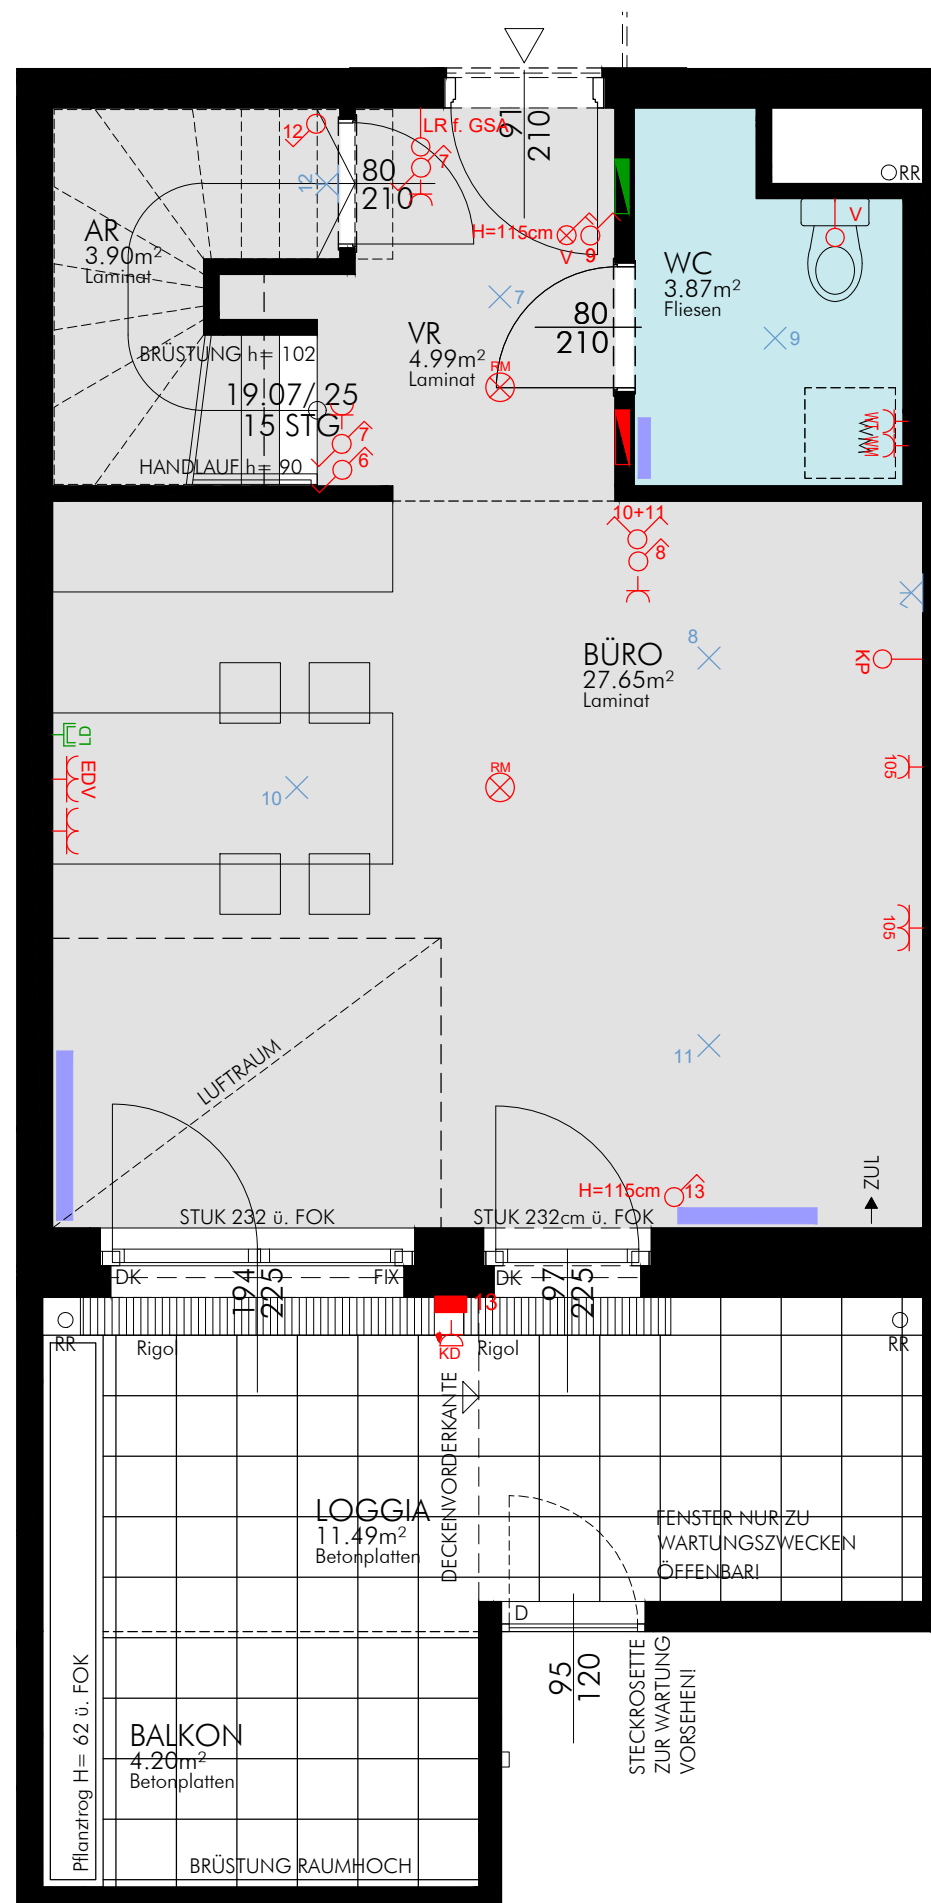 12
LR f. GSA
7
91
210
80
210
12
RR
V
AR
3.90m²
Laminat
H=115cm
V
9
WC
3.87m²
Fliesen
7
80
210
9
VR
4.99m²
Laminat
RM
BRÜSTUNG h= 102
19.07/ 25
15 STG
7
6
HANDLAUF h= 90
WT
WM
10+11
8
8
BÜRO
27.65m²
Laminat
KP
LD
EDV
RM
10
105
105
11
LUFTRAUM
H=115cm
13
ZUL
STUK 232 ü. FOK
STUK 232cm ü. FOK
DK
194
225
FIX
DK
97
225
13
RR
Rigol
KD
Rigol
RR
DECKENVORDERKANTE
LOGGIA
11.49m²
Betonplatten
FENSTER NUR ZU
WARTUNGSZWECKEN
ÖFFENBAR!
D
95
120
STECKROSETTE
ZUR WARTUNG
VORSEHEN!
Pflanztrog H= 62 ü. FOK
BALKON
4.20m²
Betonplatten
BRÜSTUNG RAUMHOCH